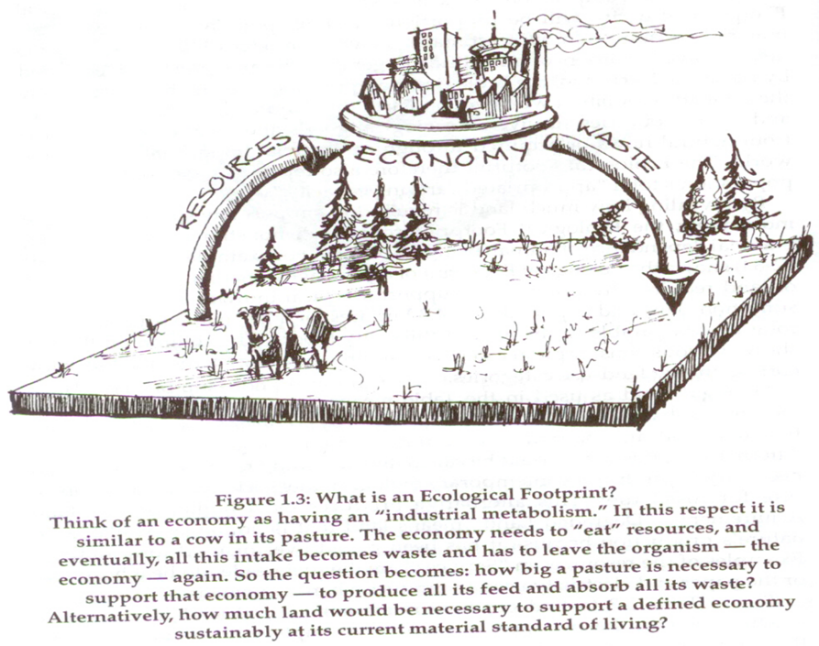 RESOURCES
ECONOMY
WASTE
Figure 1.3: What is an Ecological Footprint?
Think of an economy as having an “industrial metabolism.” In this respect it is
similar to a cow in its pasture. The economy needs to “eat” resources, and
eventually, all this intake becomes waste and has to leave the organism — the
economy — again. So the question becomes: how big a pasture is necessary to
support that economy — to produce all its feed and absorb all its waste?
Alternatively, how much land would be necessary to support a defined economy
sustainably at its current material standard of living?